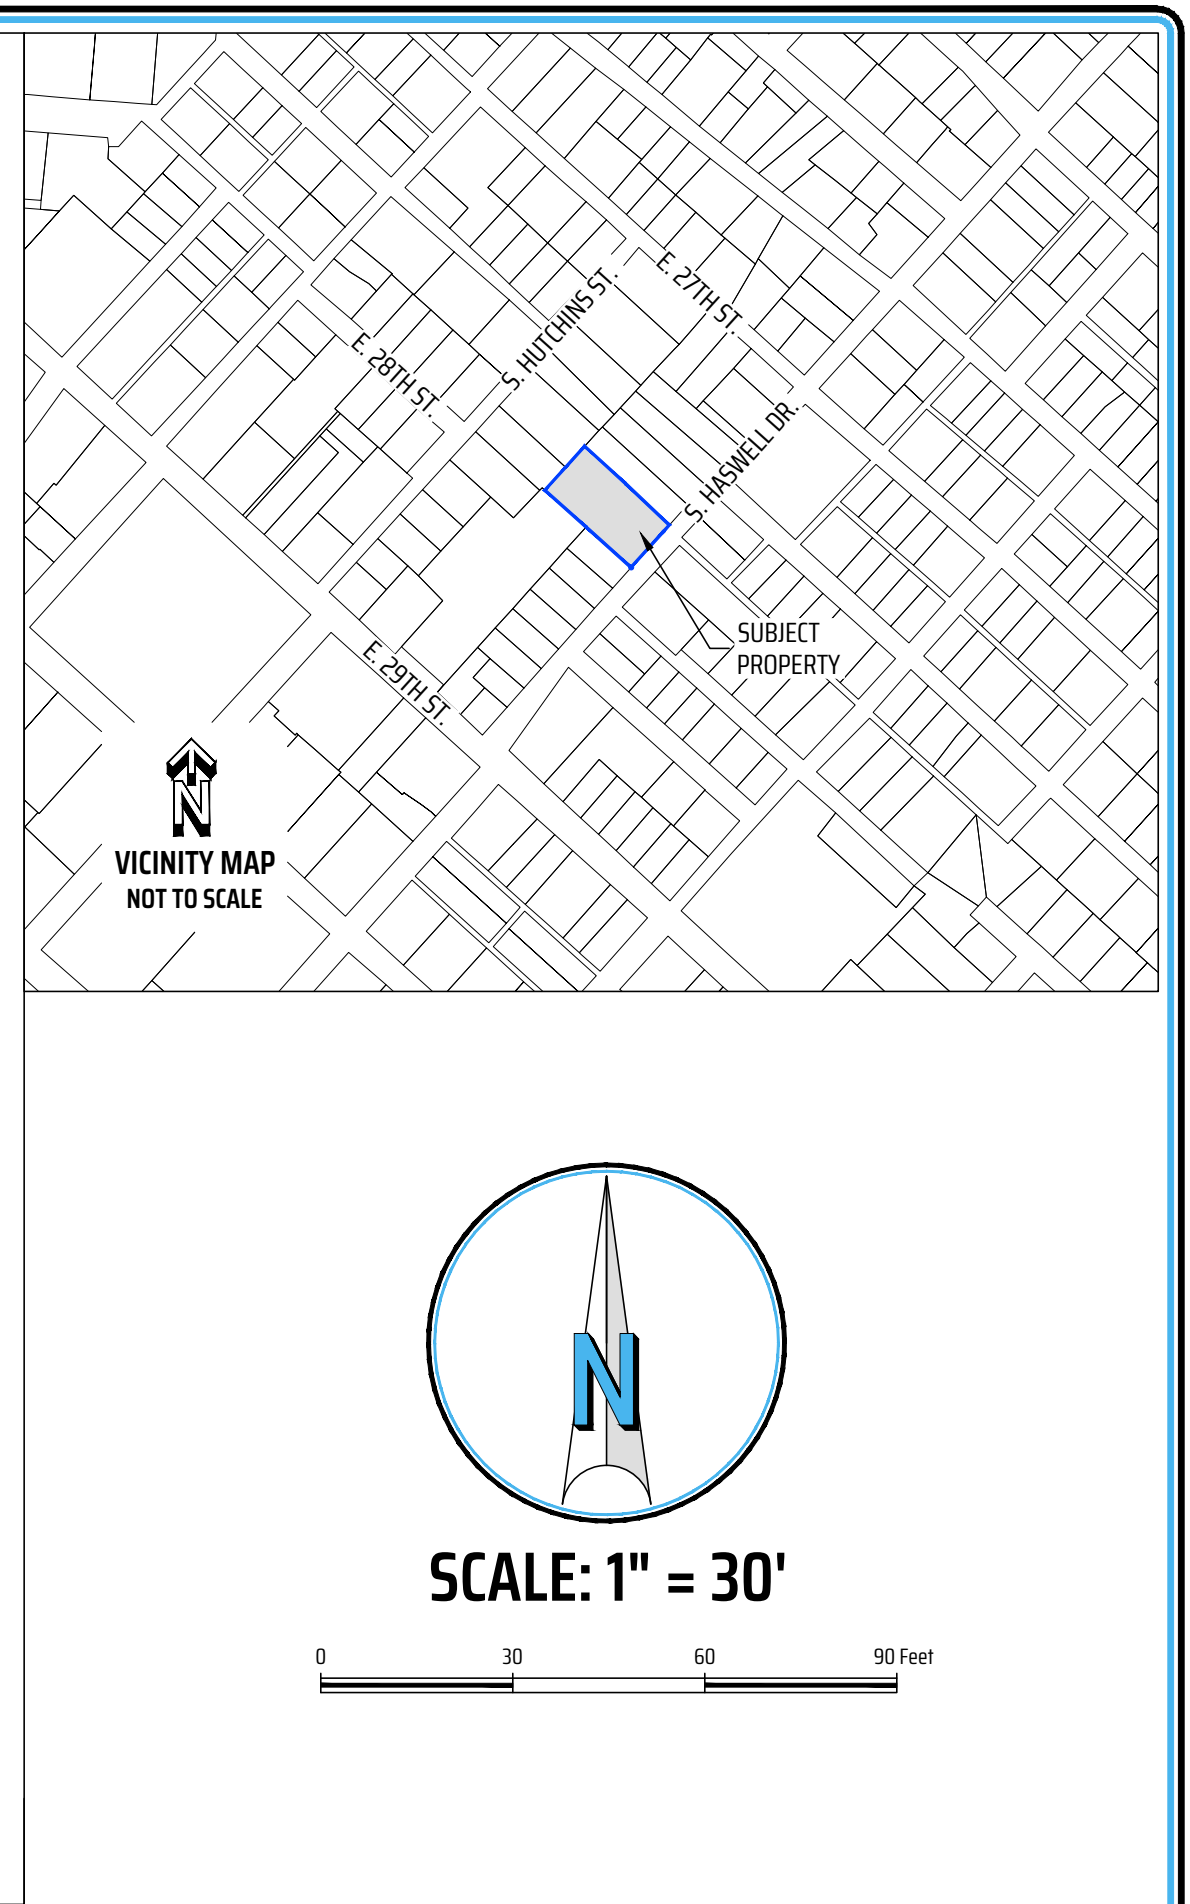 E. 27TH ST.
S. HUTCHINS ST.
E. 28TH ST.
S. HASWELL DR.
SUBJECT
PROPERTY
E. 29TH ST.
N
VICINITY MAP
NOT TO SCALE
N
SCALE: 1" = 30'
0 30 60 90 Feet